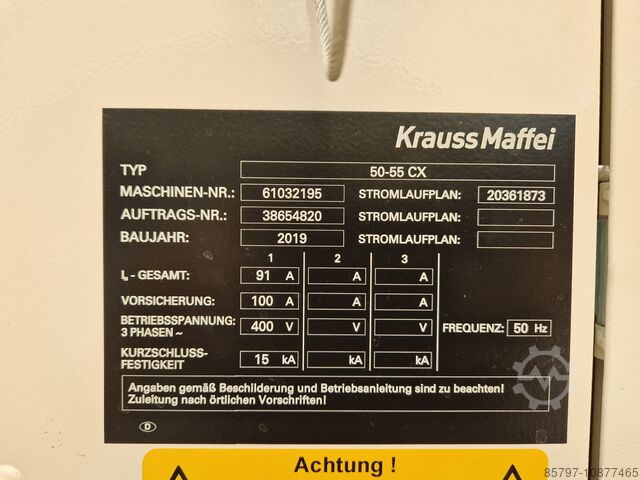 KraussMaffei
TYP 50-55 CX
MASCHINEN-NR.: 61032195 STROMLAUFPLAN: 20361873
AUFTRAGS-NR.: 38654820 STROMLAUFPLAN:
BAUJAHR: 2019 STROMLAUFPLAN:
1 2 3
Iₙ - GESAMT: 91 A A A
VORSICHERUNG: 100 A A A
BETRIEBSSPANNUNG:
3 PHASEN ~ 400 V V V FREQUENZ: 50 Hz
KURZSCHLUSS-
FESTIGKEIT 15 kA kA kA
Angaben gemäß Beschilderung und Betriebsanleitung sind zu beachten!
Zuleitung nach örtlichen Vorschriften!
D
Achtung !
85797-10877465